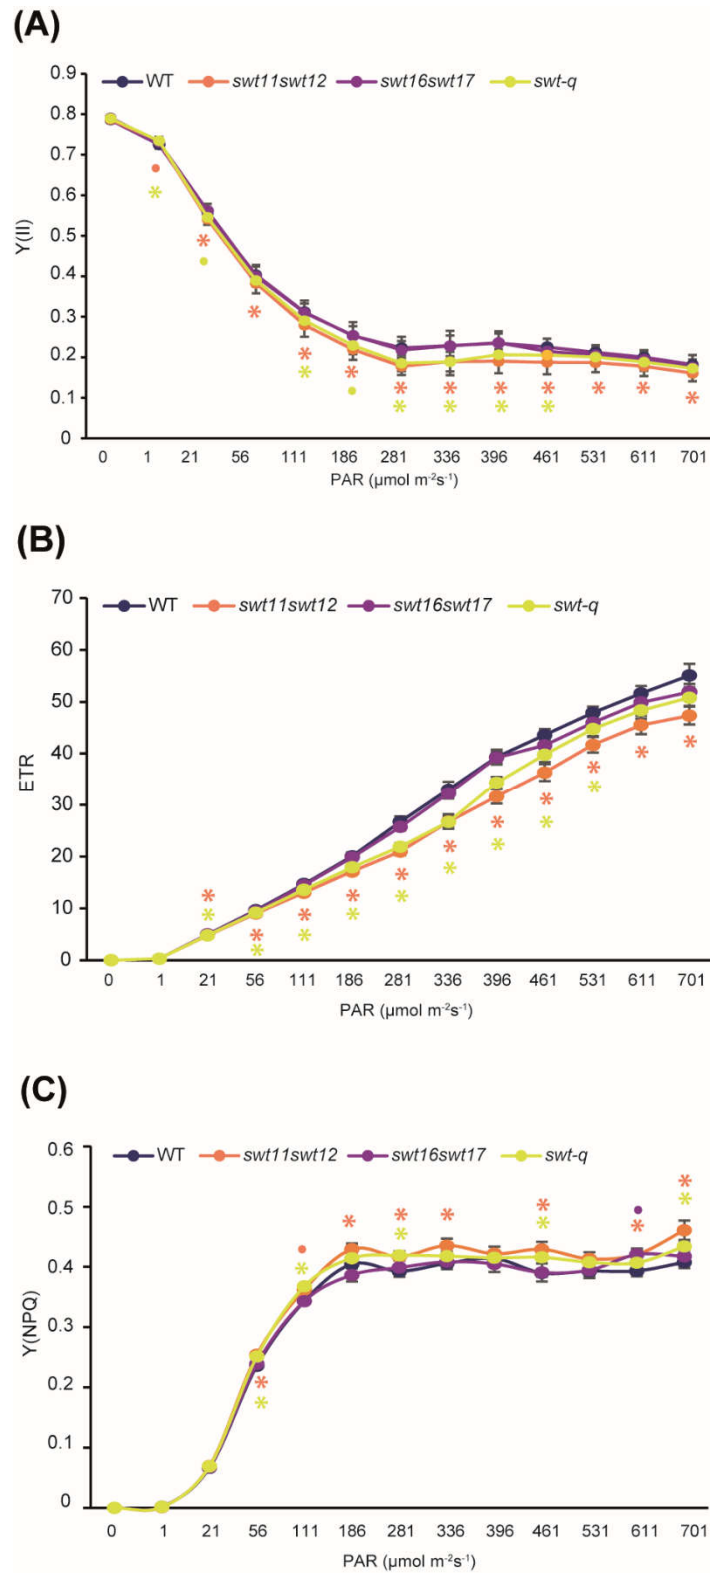 (A)
WT swt11swt12 swt16swt17 swt-q
0.9
0.8
0.7
0.6
0.5
0.4
0.3
0.2
0.1
0
Y(II)
0 1 21 56 111 186 281 336 396 461 531 611 701
PAR (µmol m⁻²s⁻¹)
(B)
WT swt11swt12 swt16swt17 swt-q
70
60
50
40
30
20
10
0
ETR
0 1 21 56 111 186 281 336 396 461 531 611 701
PAR (µmol m⁻²s⁻¹)
(C)
WT swt11swt12 swt16swt17 swt-q
0.6
0.5
0.4
0.3
0.2
0.1
0
Y(NPQ)
0 1 21 56 111 186 281 336 396 461 531 611 701
PAR (µmol m⁻²s⁻¹)